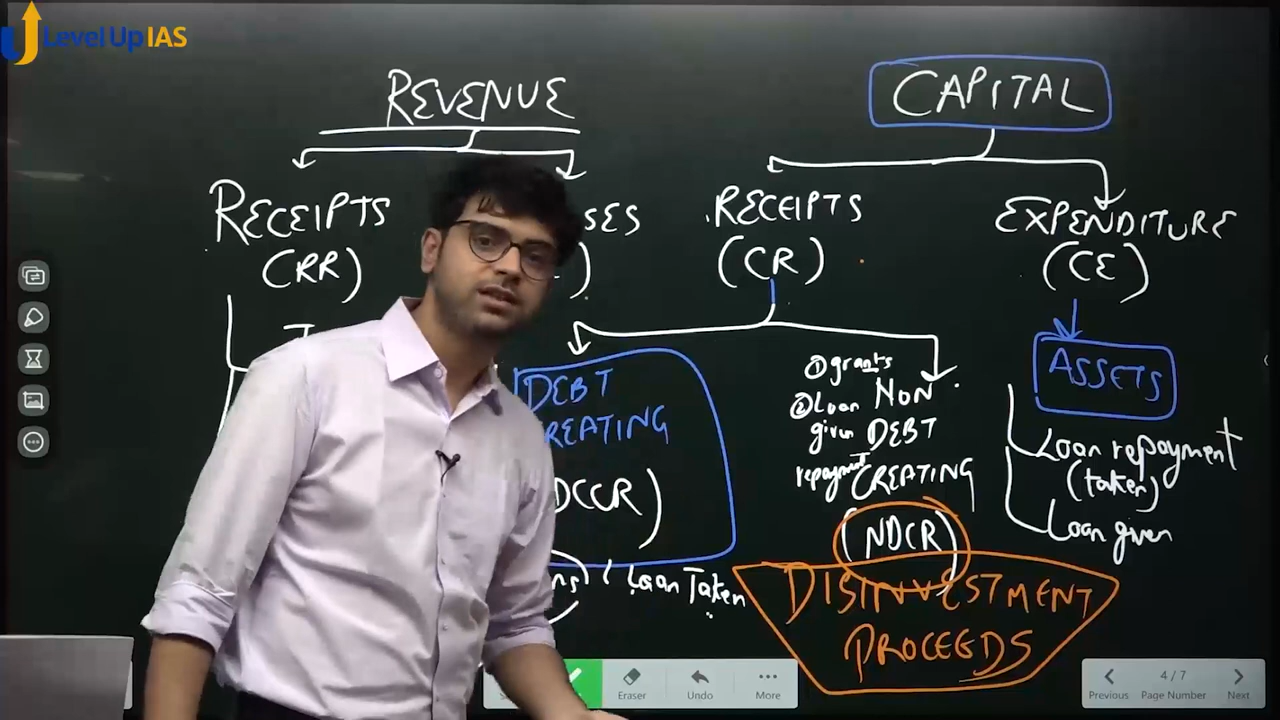 Level Up IAS
REVENUE
CAPITAL
RECEIPTS
(RR)
SES
)
RECEIPTS
(CR)
EXPENDITURE
(CE)
DEBT
REATING
DCCR)
Loan Taken
① grants
② Loan
given
repayment
NON
DEBT
CREATING
(NDCR)
DISINVESTMENT
PROCEEDS
ASSETS
Loan repayment
(taken)
Loan given
Eraser
Undo
More
Previous
4 / 7
Page Number
Next